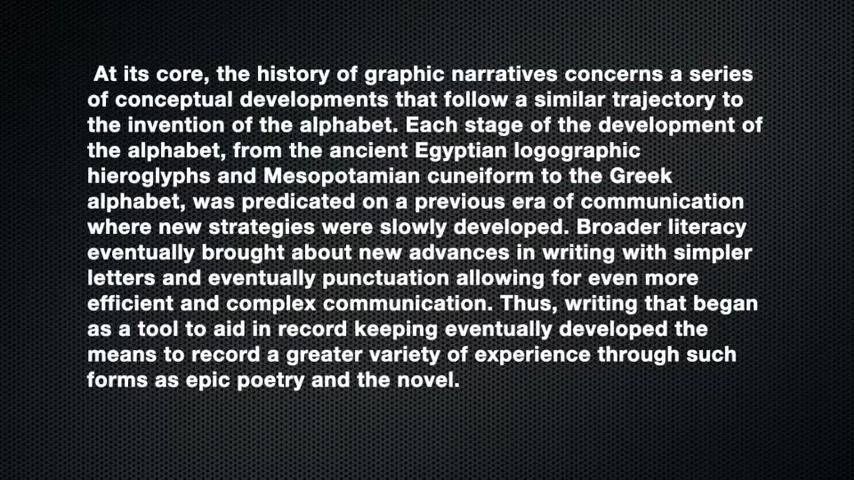 At its core, the history of graphic narratives concerns a series
of conceptual developments that follow a similar trajectory to
the invention of the alphabet. Each stage of the development of
the alphabet, from the ancient Egyptian logographic
hieroglyphs and Mesopotamian cuneiform to the Greek
alphabet, was predicated on a previous era of communication
where new strategies were slowly developed. Broader literacy
eventually brought about new advances in writing with simpler
letters and eventually punctuation allowing for even more
efficient and complex communication. Thus, writing that began
as a tool to aid in record keeping eventually developed the
means to record a greater variety of experience through such
forms as epic poetry and the novel.